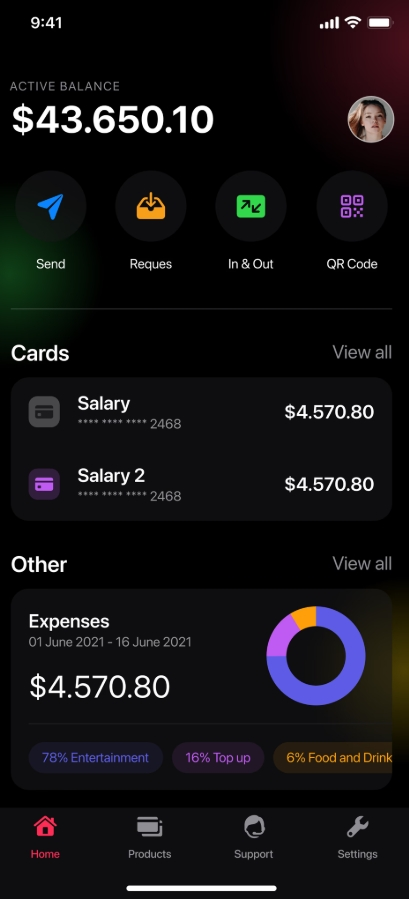 9:41
ACTIVE BALANCE
$43.650.10
Send
Reques
In & Out
QR Code
Cards
View all
Salary
**** **** **** 2468
$4.570.80
Salary 2
**** **** **** 2468
$4.570.80
Other
View all
Expenses
01 June 2021 - 16 June 2021
$4.570.80
78% Entertainment
16% Top up
6% Food and Drink
Home
Products
Support
Settings